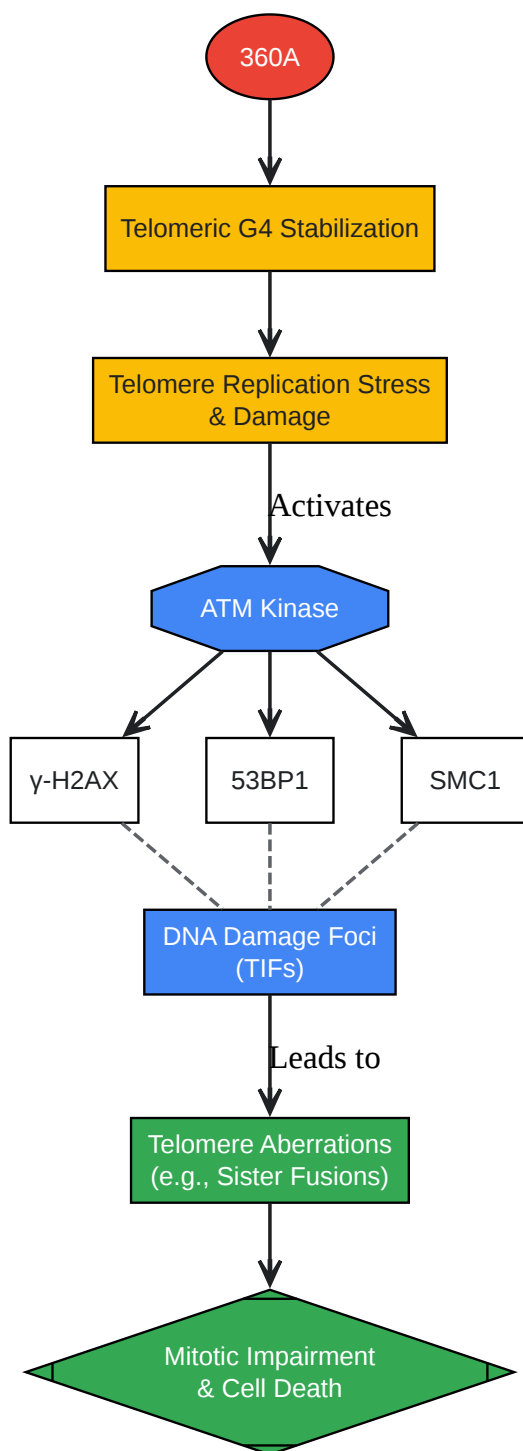 360A
Telomeric G4 Stabilization
Telomere Replication Stress
& Damage
Activates
ATM Kinase
γ-H2AX
53BP1
SMC1
DNA Damage Foci
(TIFs)
Leads to
Telomere Aberrations
(e.g., Sister Fusions)
Mitotic Impairment
& Cell Death